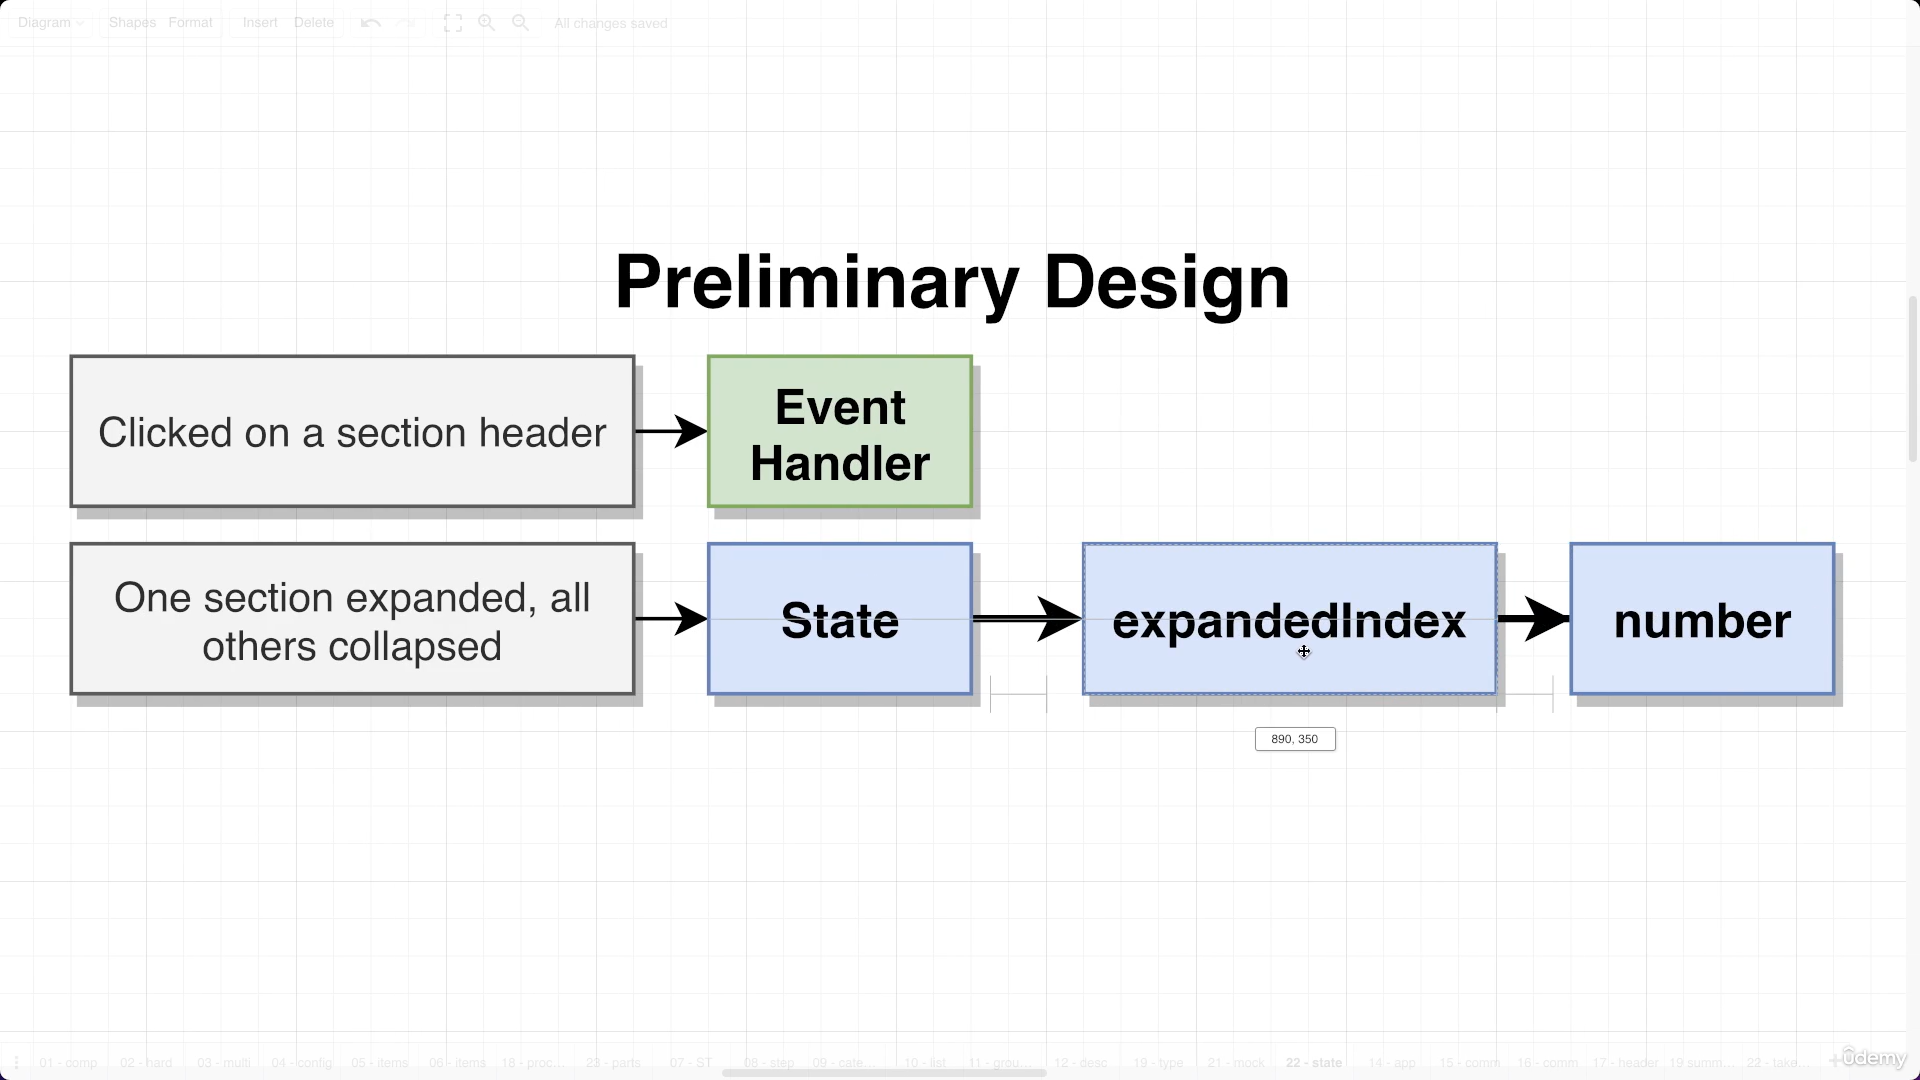 Diagram Shapes Format Insert Delete All changes saved
Preliminary Design
Clicked on a section header
Event
Handler
One section expanded, all
others collapsed
State
expandedIndex
number
890, 350
01 - comp 02 - hard 03 - multi 04 - config 05 - items 06 - items 18 - proc... 23 - parts 07 - ST 08 - step 09 - cate... 10 - list 11 - grou... 12 - desc 19 - type 21 - mock 22 - state 14 - app 15 - comm 16 - comm 17 - header 19 summ... 22 - take...
ûdemy